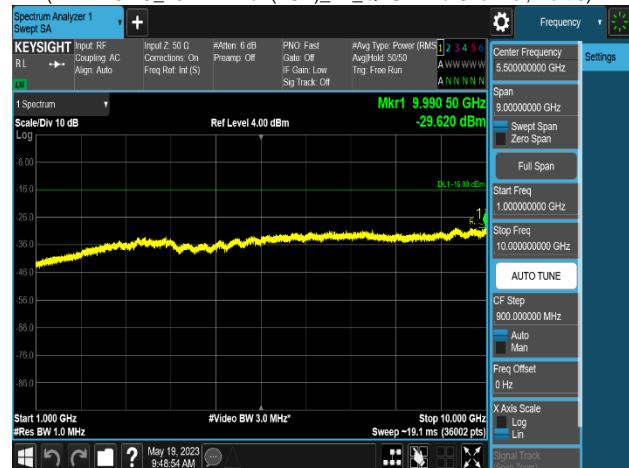 Spectrum Analyzer 1
Swept SA
Frequency
KEYSIGHT
RL
Input: RF
Coupling: AC
Align: Auto
Input Z: 50 Ω
Corrections: On
Freq Ref: Int (S)
#Atten: 6 dB
Preamp: Off
PNO: Fast
Gate: Off
IF Gain: Low
Sig Track: Off
#Avg Type: Power (RMS
Avg|Hold: 50/50
Trig: Free Run
1 2 3 4 5 6
A W W W W W
A N N N N N
1 Spectrum
Scale/Div 10 dB
Log
Ref Level 4.00 dBm
Mkr1 9.990 50 GHz
-29.620 dBm
DL1 -16.80 dBm
1
-6.00
-16.0
-26.0
-36.0
-46.0
-56.0
-66.0
-76.0
-86.0
Start 1.000 GHz
#Res BW 1.0 MHz
#Video BW 3.0 MHz*
Stop 10.000 GHz
Sweep ~19.1 ms (36002 pts)
May 19, 2023
9:48:54 AM
Center Frequency
5.500000000 GHz
Settings
Span
9.00000000 GHz
Swept Span
Zero Span
Full Span
Start Freq
1.000000000 GHz
Stop Freq
10.000000000 GHz
AUTO TUNE
CF Step
900.000000 MHz
Auto
Man
Freq Offset
0 Hz
X Axis Scale
Log
Lin
Signal Track
(Span Zoom)